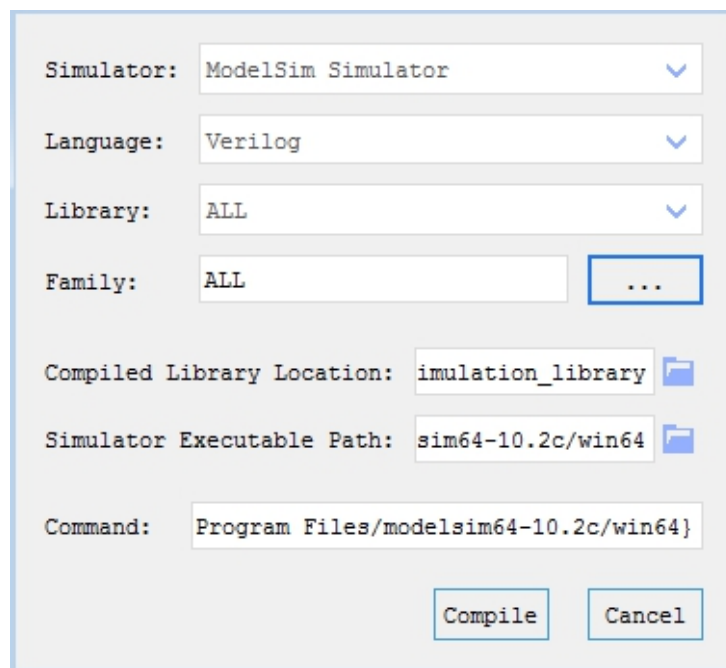 Simulator: ModelSim Simulator
Language: Verilog
Library: ALL
Family: ALL ...
Compiled Library Location: imulation_library
Simulator Executable Path: sim64-10.2c/win64
Command: Program Files/modelsim64-10.2c/win64}
Compile Cancel